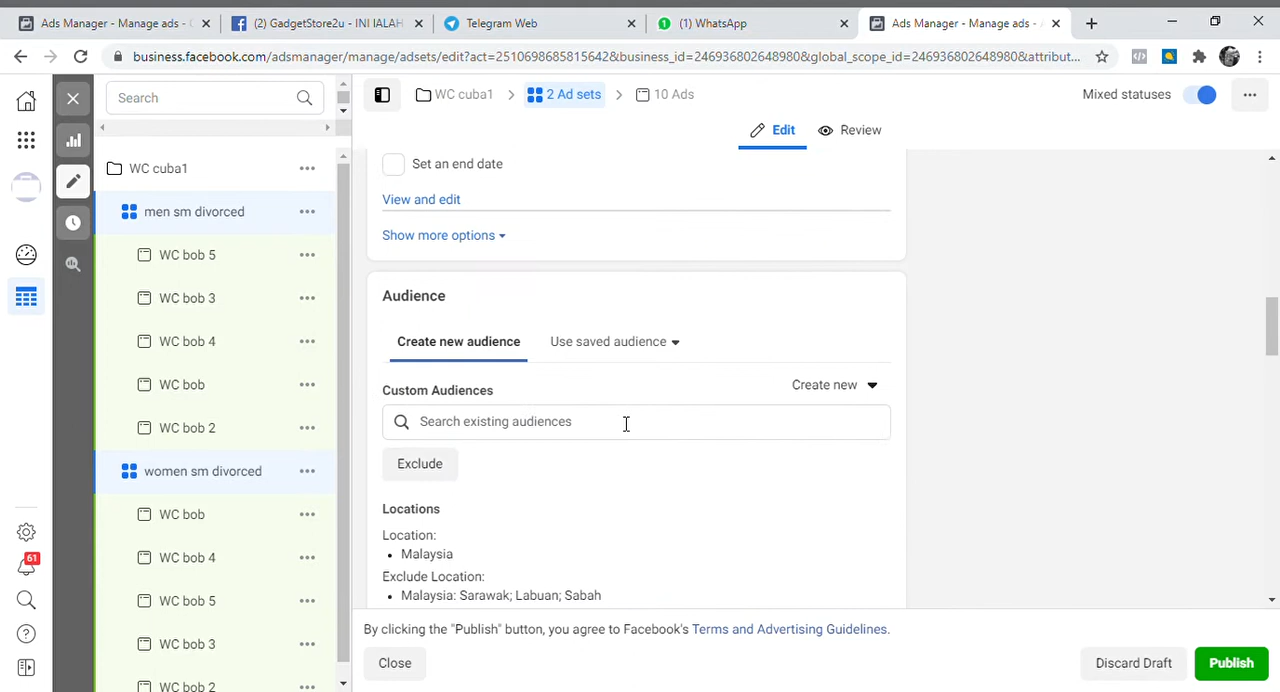 Ads Manager - Manage ads - (
(2) GadgetStore2u - INI IALAH
Telegram Web
(1) WhatsApp
Ads Manager - Manage ads -
business.facebook.com/adsmanager/manage/adsets/edit?act=251069868581564​2&business_id=246936802648980&global_scope_id=246936802648980&attribut...
Search
WC cuba1
2 Ad sets
10 Ads
Mixed statuses
Edit
Review
WC cuba1
men sm divorced
WC bob 5
WC bob 3
WC bob 4
WC bob
WC bob 2
women sm divorced
WC bob
WC bob 4
WC bob 5
WC bob 3
WC bob 2
61
Set an end date
View and edit
Show more options
Audience
Create new audience
Use saved audience
Custom Audiences
Create new
Search existing audiences
Exclude
Locations
Location:
• Malaysia
Exclude Location:
• Malaysia: Sarawak; Labuan; Sabah
By clicking the "Publish" button, you agree to Facebook's Terms and Advertising Guidelines.
Close
Discard Draft
Publish